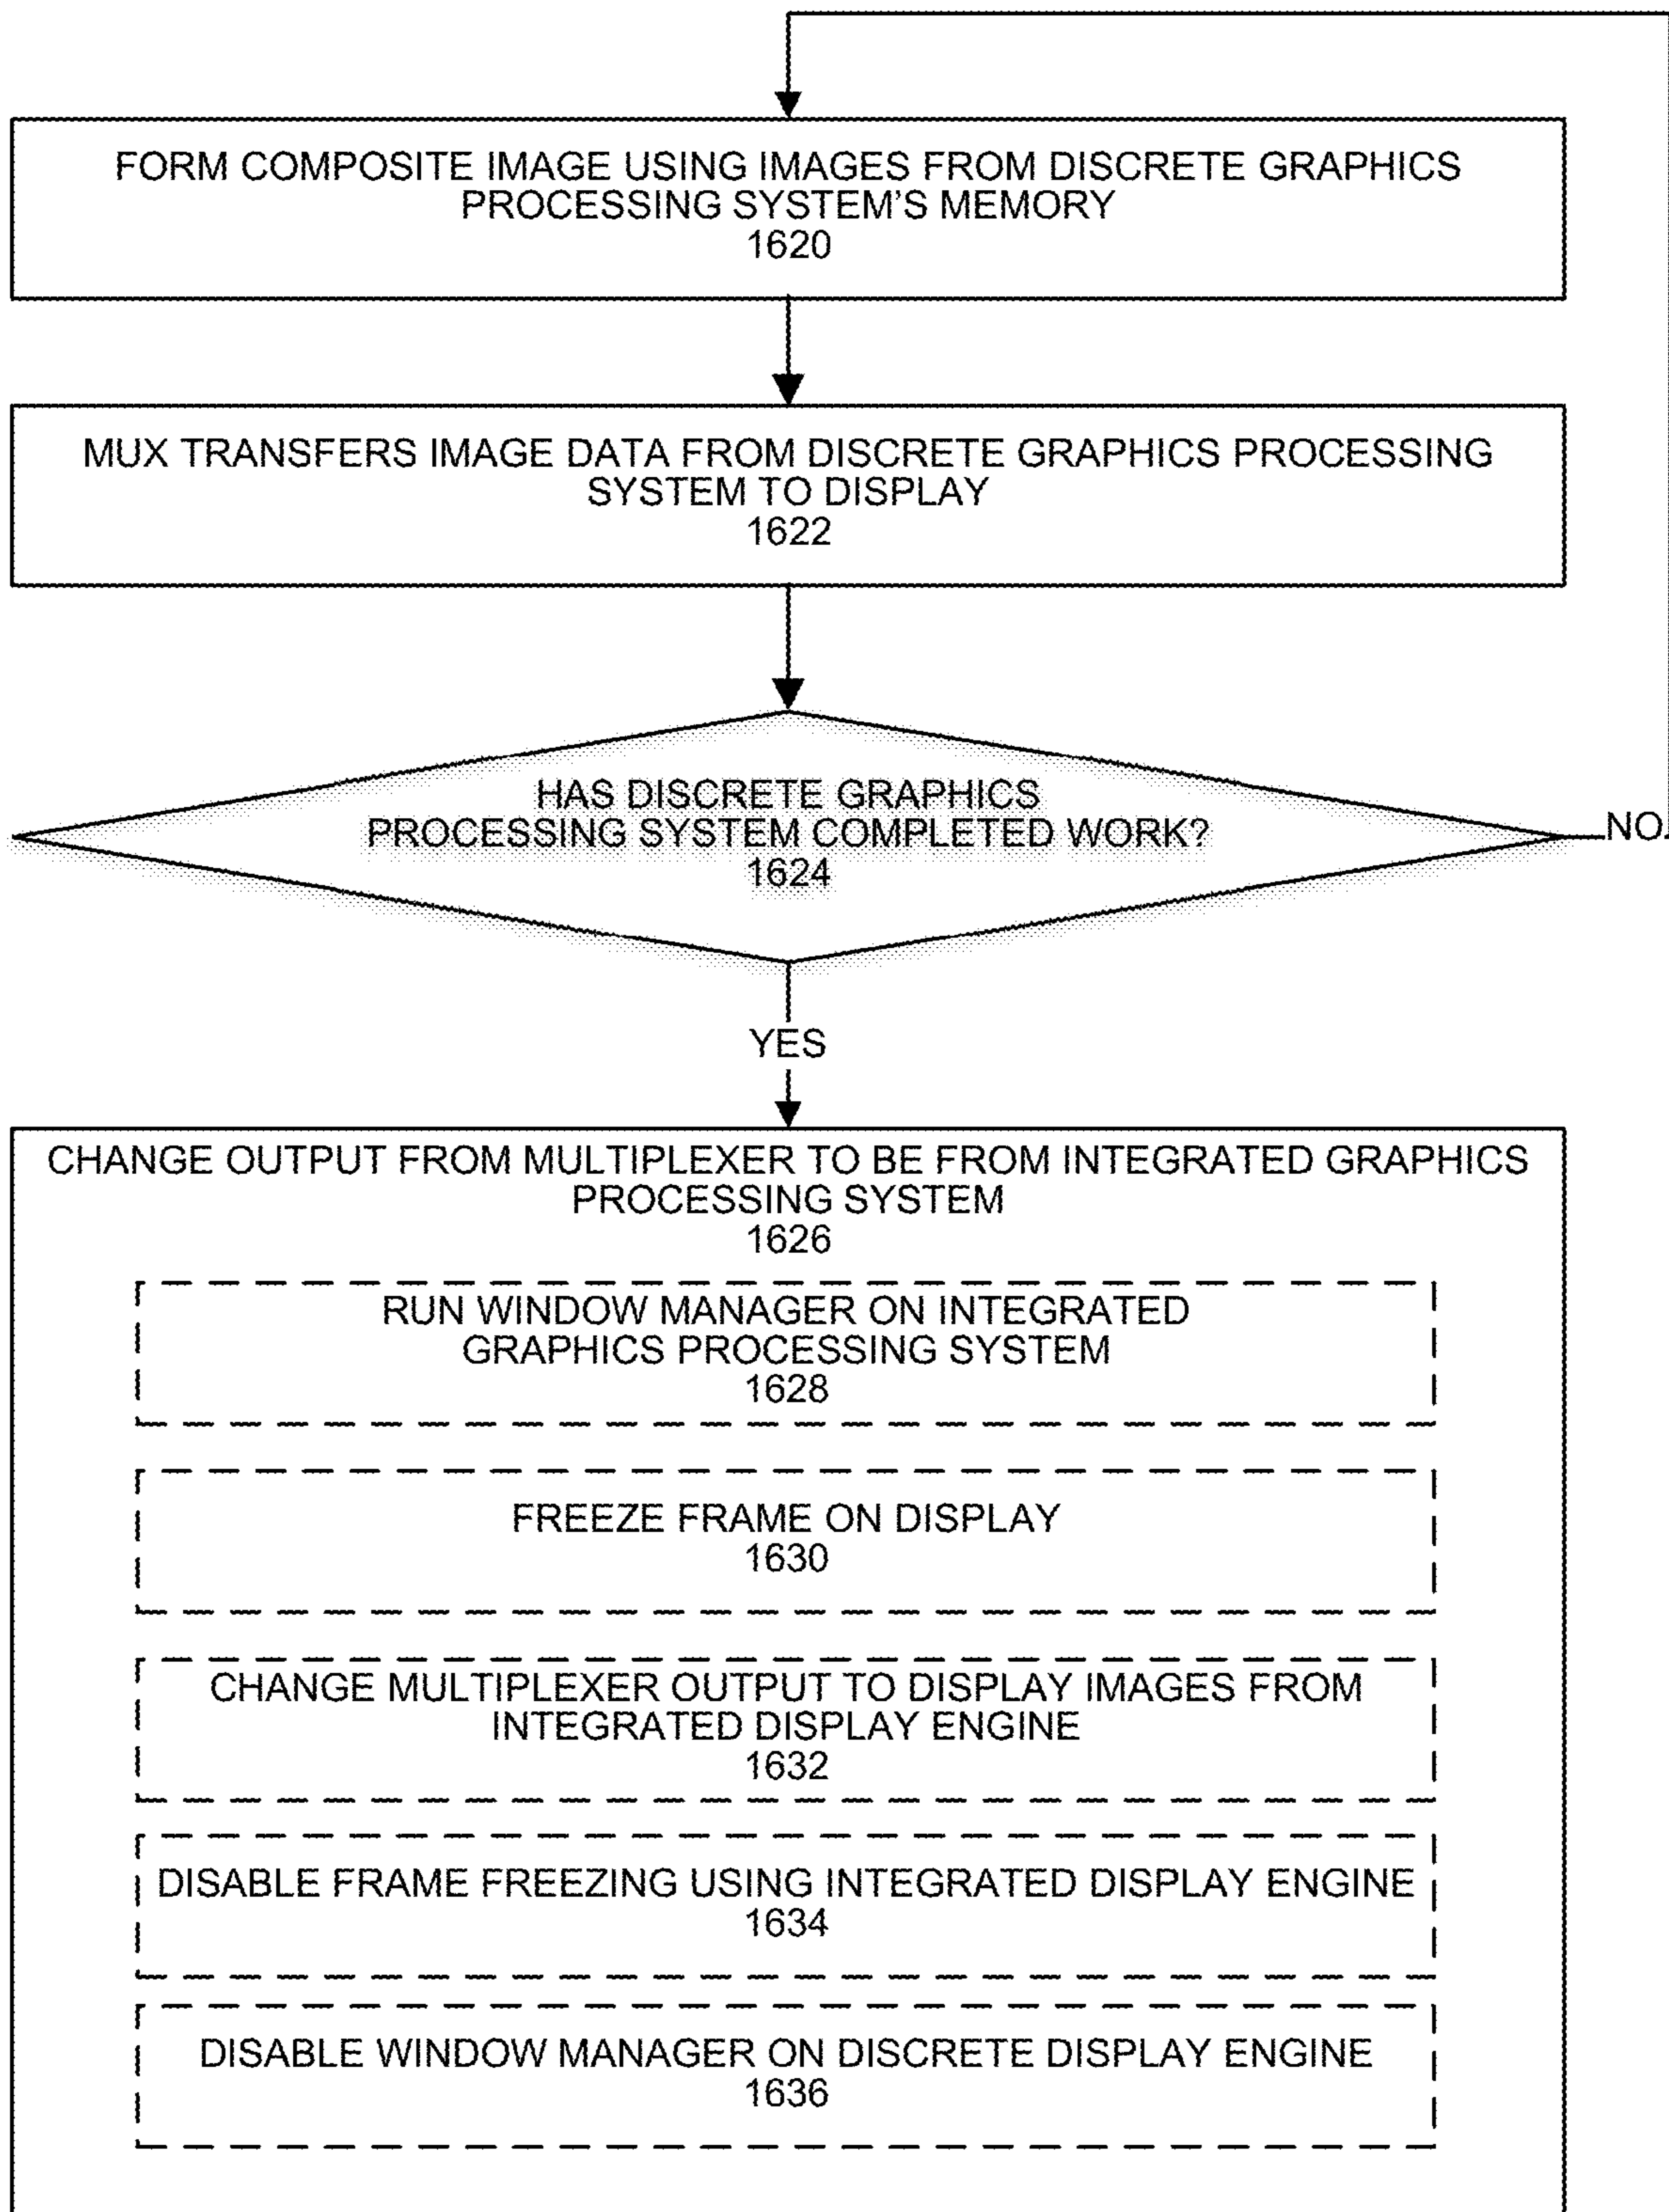 FORM COMPOSITE IMAGE USING IMAGES FROM DISCRETE GRAPHICS
PROCESSING SYSTEM'S MEMORY
1620
MUX TRANSFERS IMAGE DATA FROM DISCRETE GRAPHICS PROCESSING
SYSTEM TO DISPLAY
1622
HAS DISCRETE GRAPHICS
PROCESSING SYSTEM COMPLETED WORK?
1624
NO
YES
CHANGE OUTPUT FROM MULTIPLEXER TO BE FROM INTEGRATED GRAPHICS
PROCESSING SYSTEM
1626
RUN WINDOW MANAGER ON INTEGRATED
GRAPHICS PROCESSING SYSTEM
1628
FREEZE FRAME ON DISPLAY
1630
CHANGE MULTIPLEXER OUTPUT TO DISPLAY IMAGES FROM
INTEGRATED DISPLAY ENGINE
1632
DISABLE FRAME FREEZING USING INTEGRATED DISPLAY ENGINE
1634
DISABLE WINDOW MANAGER ON DISCRETE DISPLAY ENGINE
1636